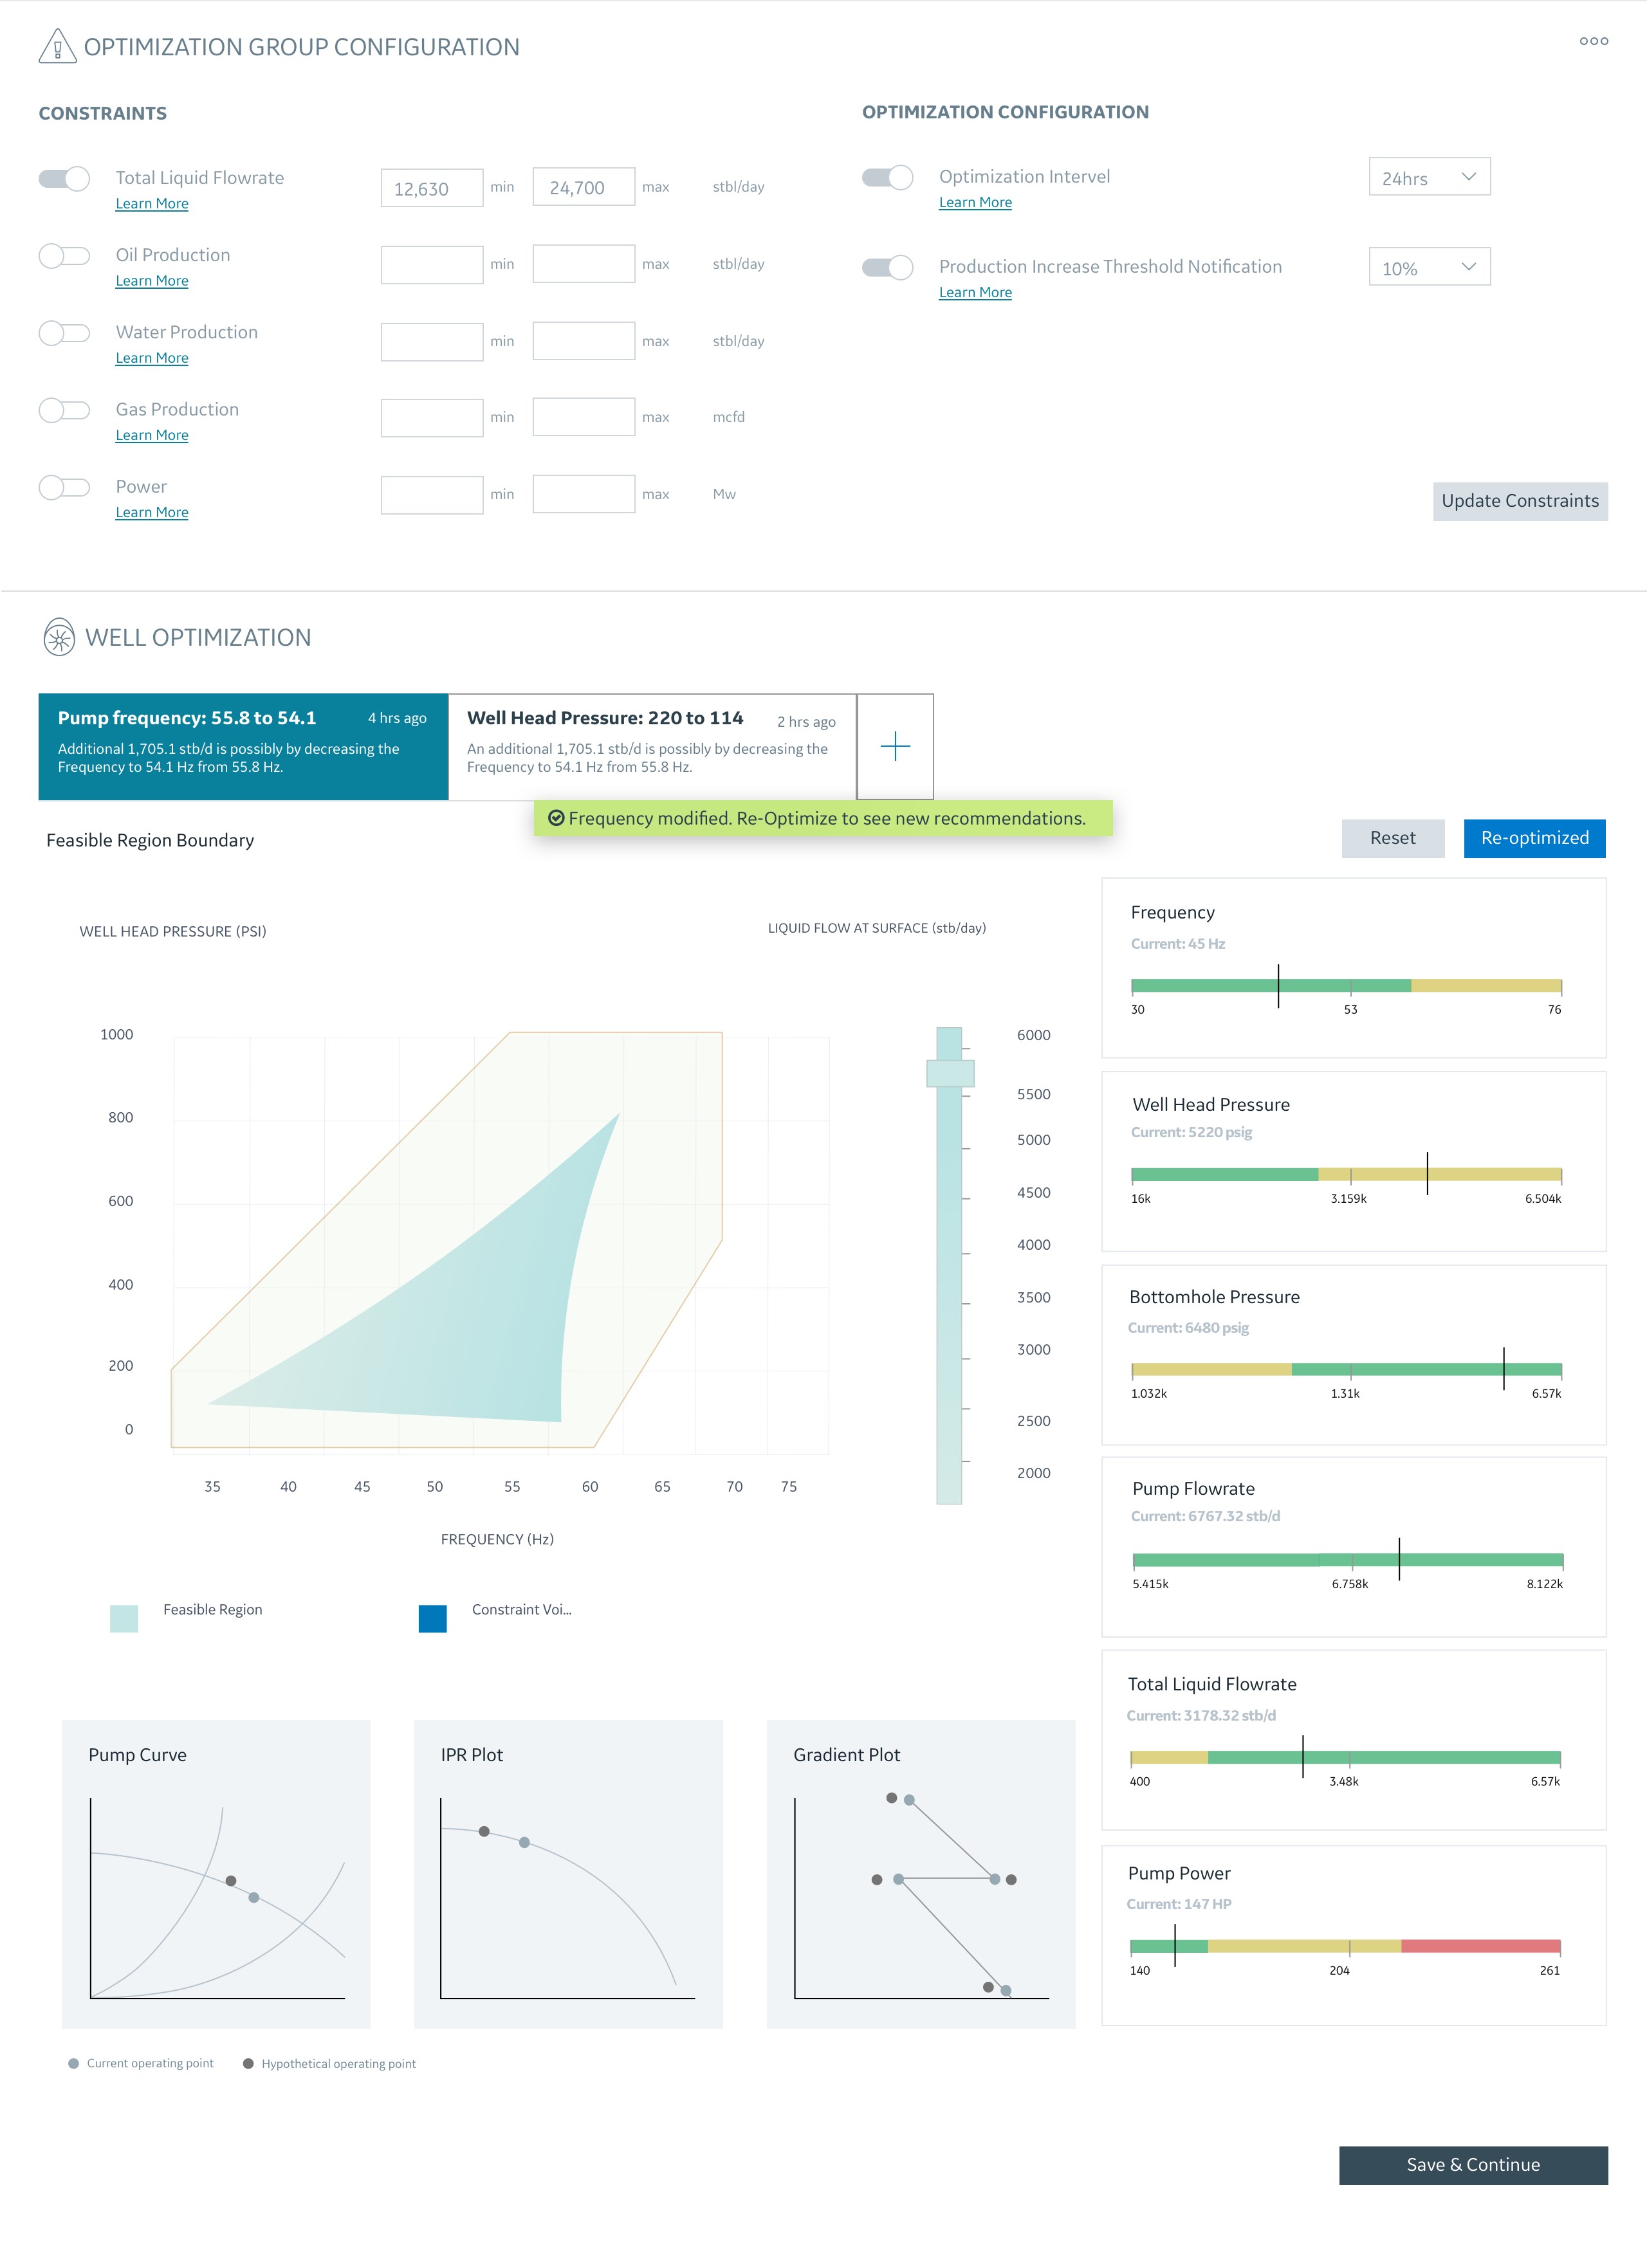 OPTIMIZATION GROUP CONFIGURATION
CONSTRAINTS
Total Liquid Flowrate
Learn More
12,630 min 24,700 max stbl/day
Oil Production
Learn More
min max stbl/day
Water Production
Learn More
min max stbl/day
Gas Production
Learn More
min max mcfd
Power
Learn More
min max Mw
OPTIMIZATION CONFIGURATION
Optimization Intervel
Learn More
24hrs
Production Increase Threshold Notification
Learn More
10%
Update Constraints
WELL OPTIMIZATION
Pump frequency: 55.8 to 54.1 4 hrs ago
Additional 1,705.1 stb/d is possibly by decreasing the
Frequency to 54.1 Hz from 55.8 Hz.
Well Head Pressure: 220 to 114 2 hrs ago
An additional 1,705.1 stb/d is possibly by decreasing the
Frequency to 54.1 Hz from 55.8 Hz.
Frequency modified. Re-Optimize to see new recommendations.
Feasible Region Boundary
Reset
Re-optimized
WELL HEAD PRESSURE (PSI)
1000
800
600
400
200
0
35 40 45 50 55 60 65 70 75
FREQUENCY (Hz)
Feasible Region
Constraint Voi...
LIQUID FLOW AT SURFACE (stb/day)
6000
5500
5000
4500
4000
3500
3000
2500
2000
Frequency
Current: 45 Hz
30 53 76
Well Head Pressure
Current: 5220 psig
16k 3.159k 6.504k
Bottomhole Pressure
Current: 6480 psig
1.032k 1.31k 6.57k
Pump Flowrate
Current: 6767.32 stb/d
5.415k 6.758k 8.122k
Total Liquid Flowrate
Current: 3178.32 stb/d
400 3.48k 6.57k
Pump Power
Current: 147 HP
140 204 261
Pump Curve
IPR Plot
Gradient Plot
Current operating point
Hypothetical operating point
Save & Continue